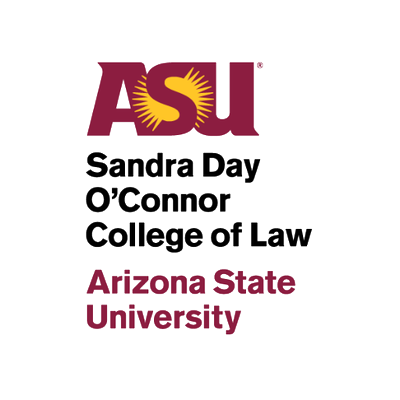 ASU®
Sandra Day
O’Connor
College of Law
Arizona State
University